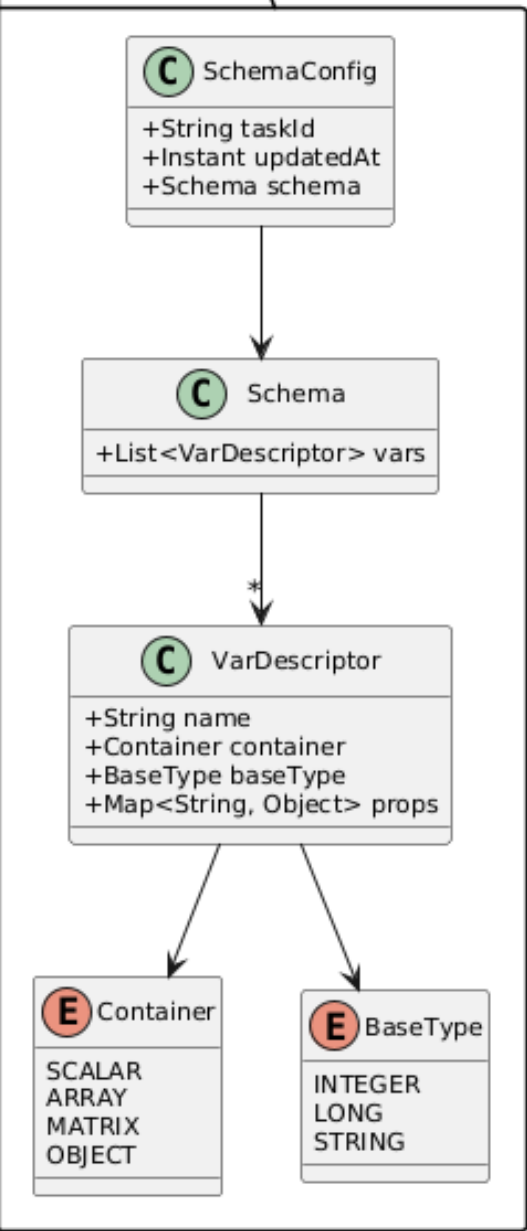 C SchemaConfig
+String taskId
+Instant updatedAt
+Schema schema
C Schema
+List<VarDescriptor> vars
*
C VarDescriptor
+String name
+Container container
+BaseType baseType
+Map<String, Object> props
E Container
SCALAR
ARRAY
MATRIX
OBJECT
E BaseType
INTEGER
LONG
STRING